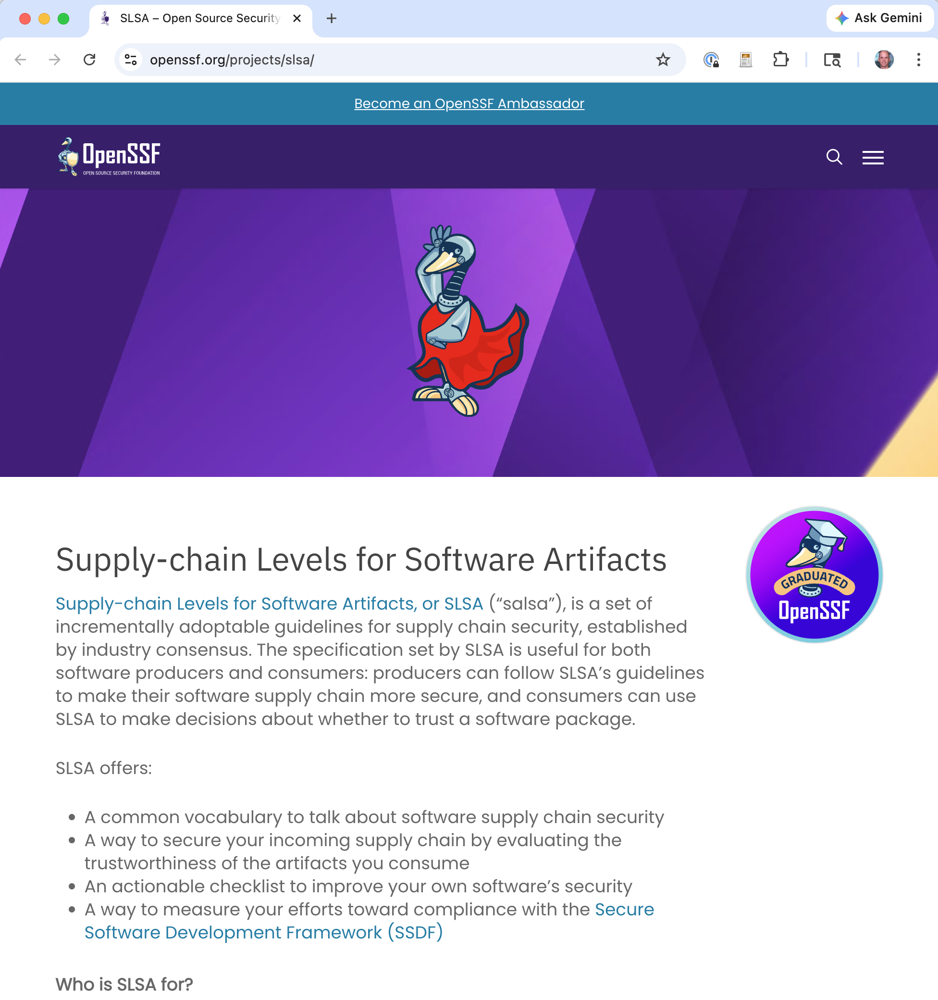 SLSA – Open Source Security
Ask Gemini
openssf.org/projects/slsa/
Become an OpenSSF Ambassador
OpenSSF
OPEN SOURCE SECURITY FOUNDATION
Supply-chain Levels for Software Artifacts
GRADUATED
OpenSSF
Supply-chain Levels for Software Artifacts, or SLSA (“salsa”), is a set of
incrementally adoptable guidelines for supply chain security, established
by industry consensus. The specification set by SLSA is useful for both
software producers and consumers: producers can follow SLSA’s guidelines
to make their software supply chain more secure, and consumers can use
SLSA to make decisions about whether to trust a software package.
SLSA offers:
• A common vocabulary to talk about software supply chain security
• A way to secure your incoming supply chain by evaluating the
trustworthiness of the artifacts you consume
• An actionable checklist to improve your own software’s security
• A way to measure your efforts toward compliance with the Secure
Software Development Framework (SSDF)
Who is SLSA for?